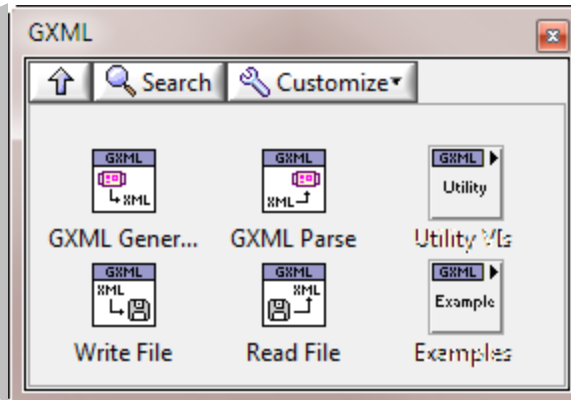 GXML
Search Customize
GXML GXML GXML
XML XML Utility
GXML Gener... GXML Parse Utility VIs
GXML GXML GXML
XML XML Example
Write File Read File Examples